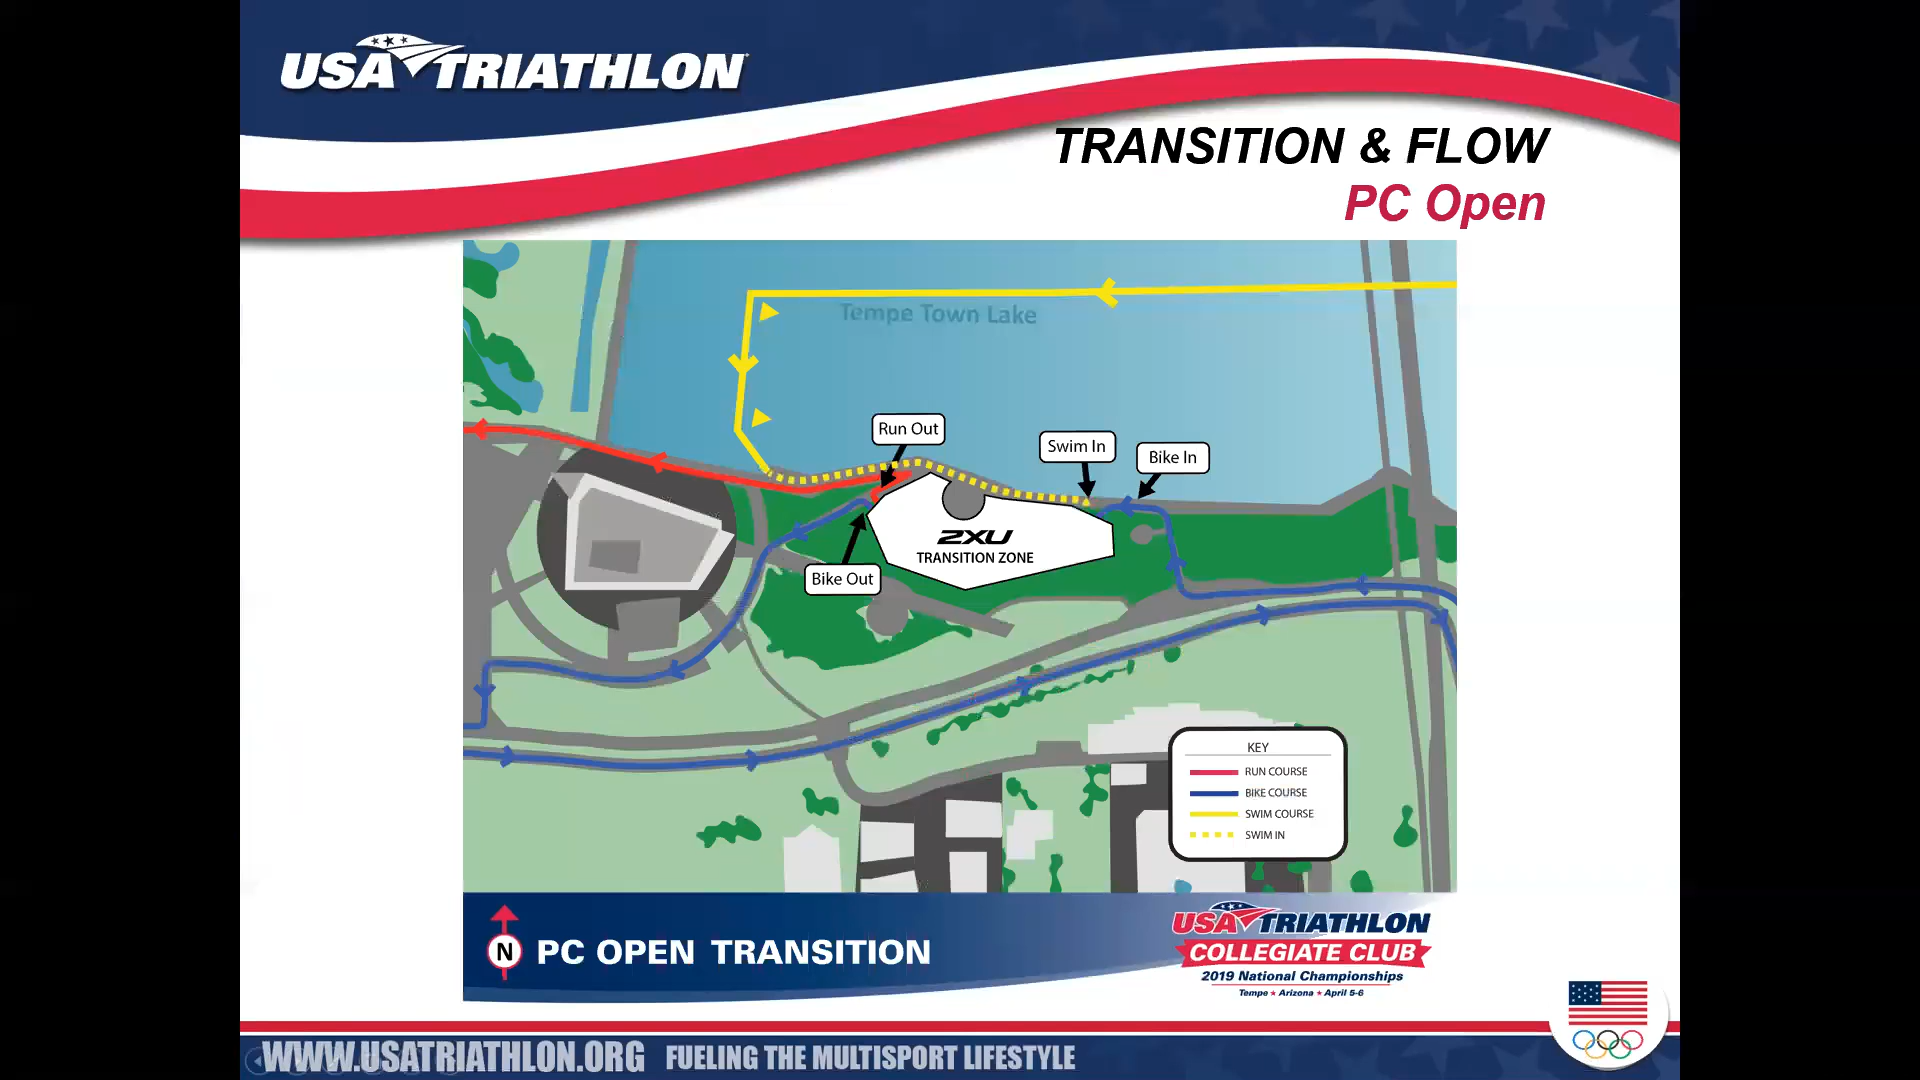 USA TRIATHLON
TRANSITION & FLOW
PC Open
Tempe Town Lake
Run Out
Swim In
Bike In
2XU
TRANSITION ZONE
Bike Out
KEY
RUN COURSE
BIKE COURSE
SWIM COURSE
SWIM IN
N
PC OPEN TRANSITION
USA TRIATHLON
COLLEGIATE CLUB
2019 National Championships
Tempe ★ Arizona ★ April 5-6
WWW.USATRIATHLON.ORG FUELING THE MULTISPORT LIFESTYLE